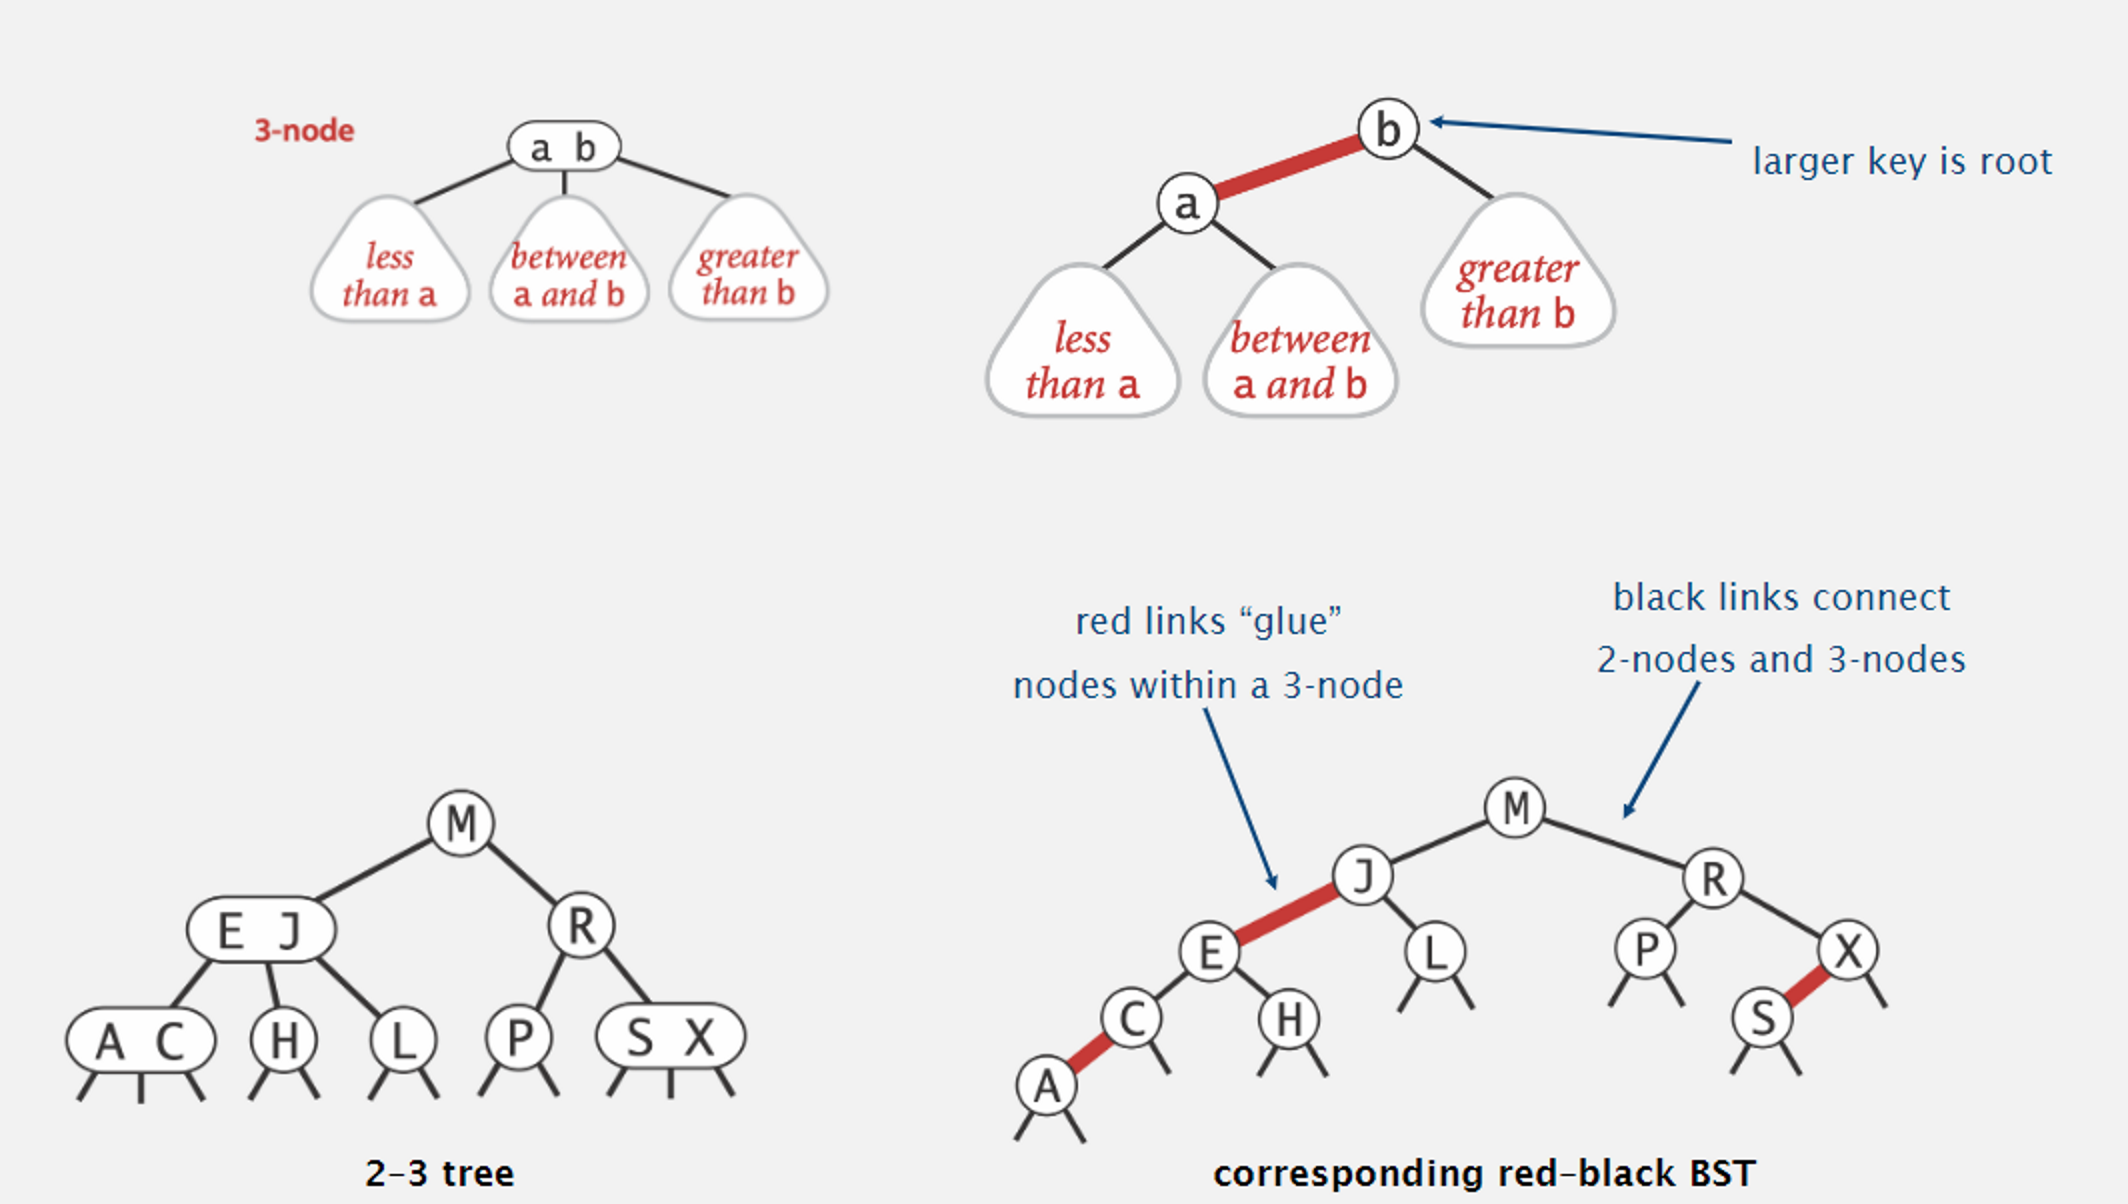 3-node
a b
less
than a
between
a and b
greater
than b
b
larger key is root
a
less
than a
between
a and b
greater
than b
red links “glue”
nodes within a 3-node
black links connect
2-nodes and 3-nodes
M
E J
R
A C
H
L
P
S X
2-3 tree
M
J
R
E
L
P
X
C
H
S
A
corresponding red-black BST